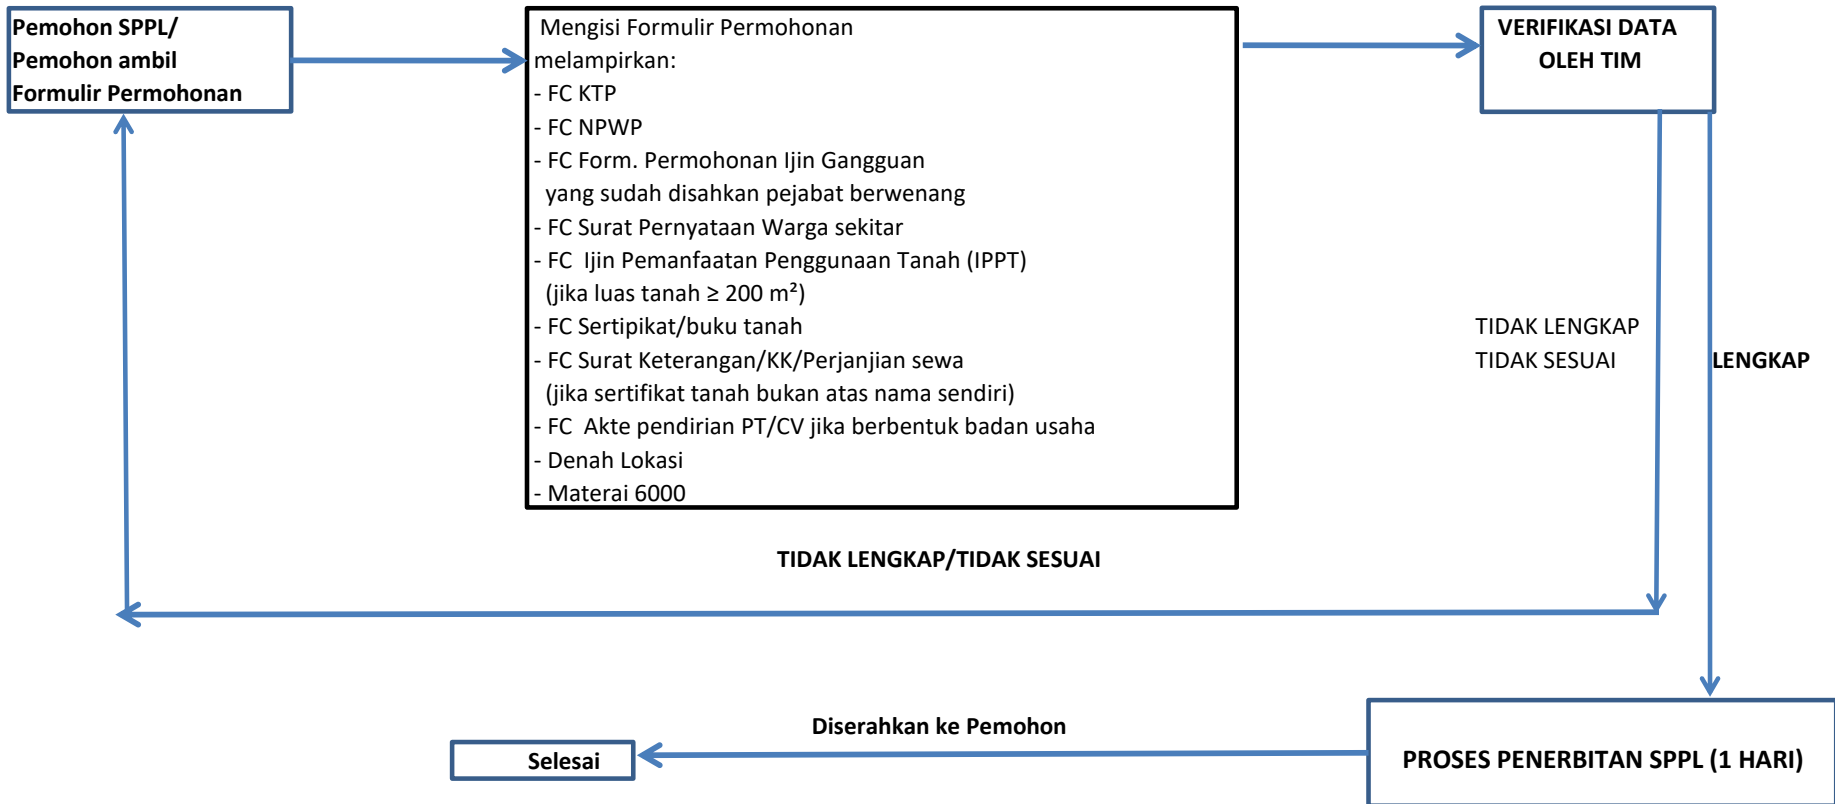 Pemohon SPPL/
Pemohon ambil
Formulir Permohonan
Mengisi Formulir Permohonan
melampirkan:
- FC KTP
- FC NPWP
- FC Form. Permohonan Ijin Gangguan
yang sudah disahkan pejabat berwenang
- FC Surat Pernyataan Warga sekitar
- FC  Ijin Pemanfaatan Penggunaan Tanah (IPPT)
(jika luas tanah ≥ 200 m²)
- FC Sertipikat/buku tanah
- FC Surat Keterangan/KK/Perjanjian sewa
(jika sertifikat tanah bukan atas nama sendiri)
- FC  Akte pendirian PT/CV jika berbentuk badan usaha
- Denah Lokasi
- Materai 6000
VERIFIKASI DATA
OLEH TIM
TIDAK LENGKAP
TIDAK SESUAI
LENGKAP
TIDAK LENGKAP/TIDAK SESUAI
Diserahkan ke Pemohon
Selesai
PROSES PENERBITAN SPPL (1 HARI)